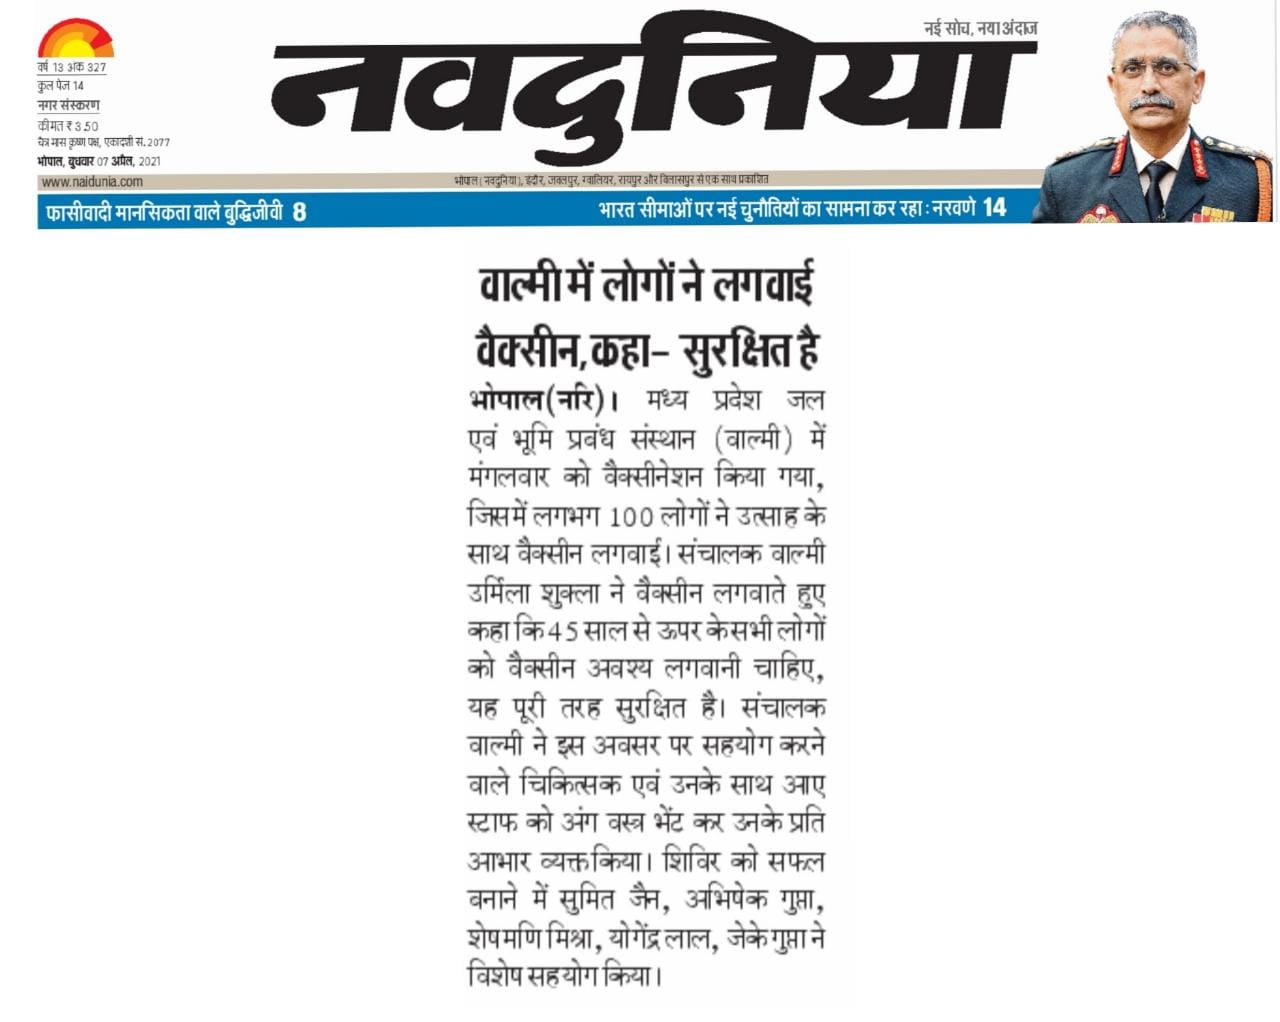 वर्ष 13 अंक 327
कुल पेज 14
नगर संस्करण
कीमत ₹ 3.50
चैत्र मास कृष्ण पक्ष, एकादशी सं. 2077
भोपाल, बुधवार 07 अप्रैल, 2021
नई सोच, नया अंदाज
नवदुनिया
www.naidunia.com
भोपाल (नवदुनिया), इंदौर, जबलपुर, ग्वालियर, रायपुर और बिलासपुर से एक साथ प्रकाशित
फासीवादी मानसिकता वाले बुद्धिजीवी 8
भारत सीमाओं पर नई चुनौतियों का सामना कर रहा : नरवणे 14
वाल्मी में लोगों ने लगवाई
वैक्सीन, कहा- सुरक्षित है
भोपाल(नरि)। मध्य प्रदेश जल
एवं भूमि प्रबंध संस्थान (वाल्मी) में
मंगलवार को वैक्सीनेशन किया गया,
जिसमें लगभग 100 लोगों ने उत्साह के
साथ वैक्सीन लगवाई। संचालक वाल्मी
उर्मिला शुक्ला ने वैक्सीन लगवाते हुए
कहा कि 45 साल से ऊपर के सभी लोगों
को वैक्सीन अवश्य लगवानी चाहिए,
यह पूरी तरह सुरक्षित है। संचालक
वाल्मी ने इस अवसर पर सहयोग करने
वाले चिकित्सक एवं उनके साथ आए
स्टाफ को अंग वस्त्र भेंट कर उनके प्रति
आभार व्यक्त किया। शिविर को सफल
बनाने में सुमित जैन, अभिषेक गुप्ता,
शेषमणि मिश्रा, योगेंद्र लाल, जेके गुप्ता ने
विशेष सहयोग किया।